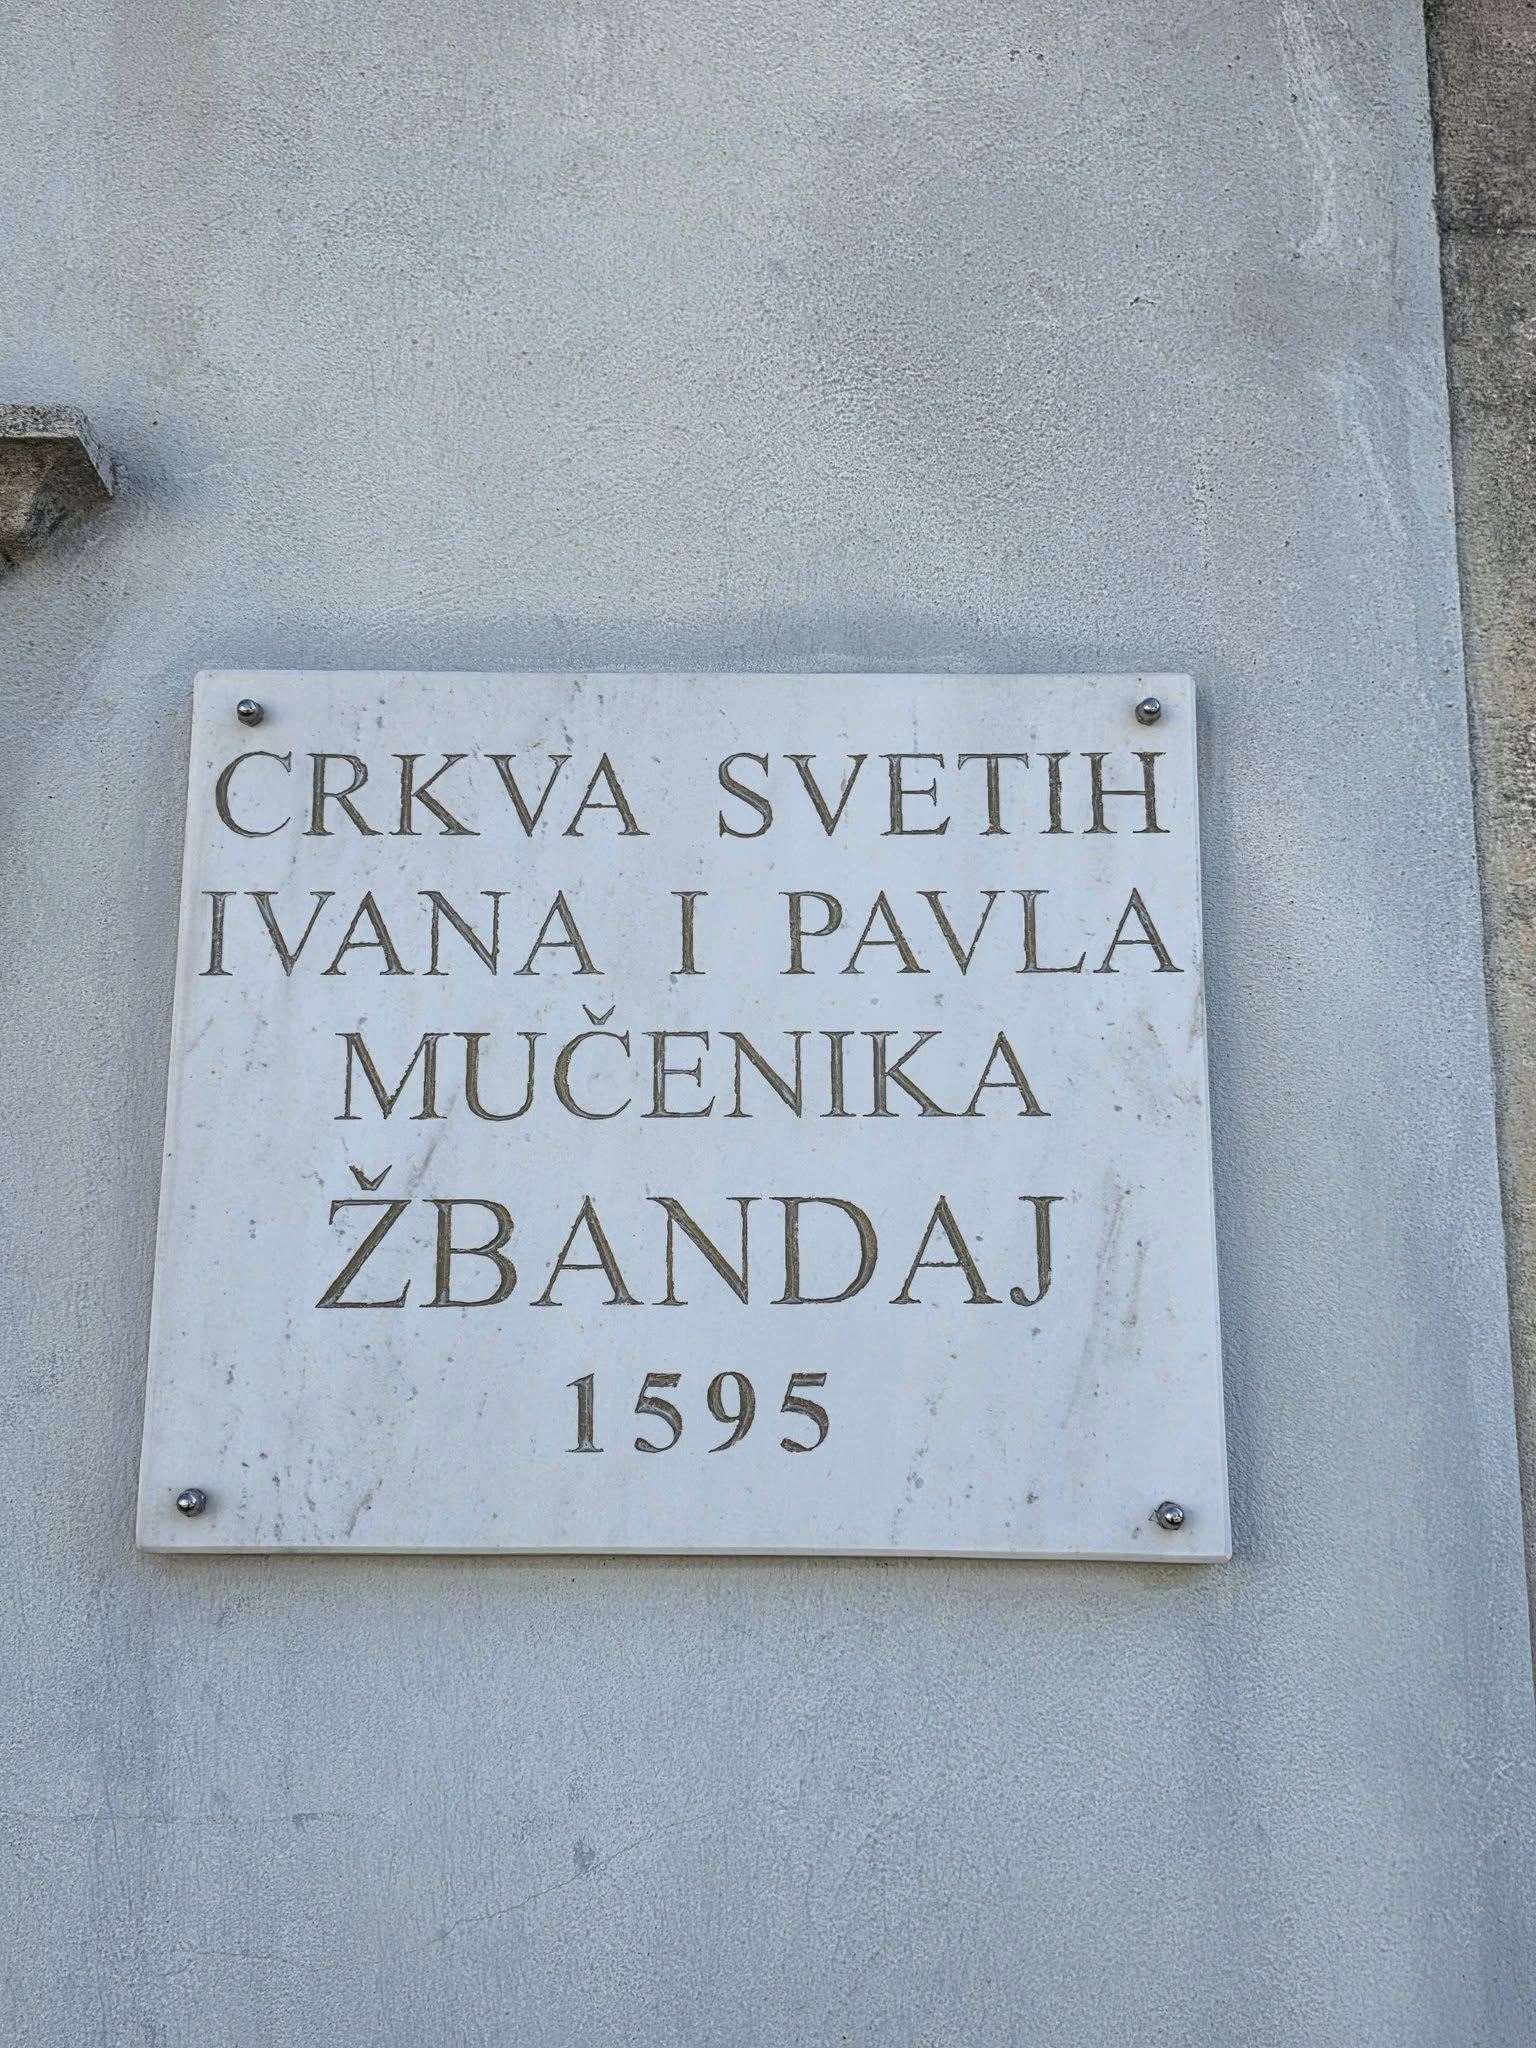 CRKVA SVETIH
IVANA I PAVLA
MUČENIKA
ŽBANDAJ
1595